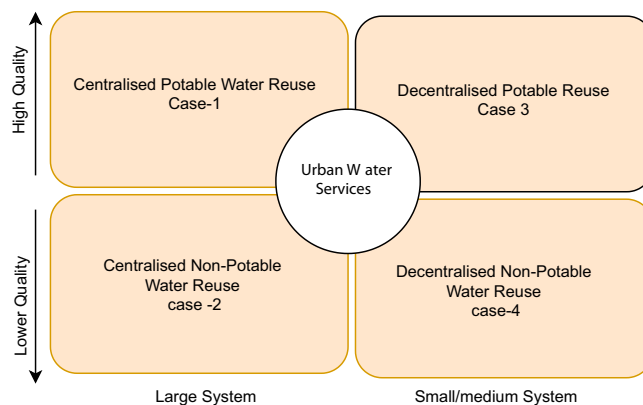 High Quality
Centralised Potable Water Reuse
Case-1
Decentralised Potable Reuse
Case 3
Urban W ater
Services
Lower Quality
Centralised Non-Potable
Water Reuse
case -2
Decentralised Non-Potable
Water Reuse
case-4
Large System
Small/medium System